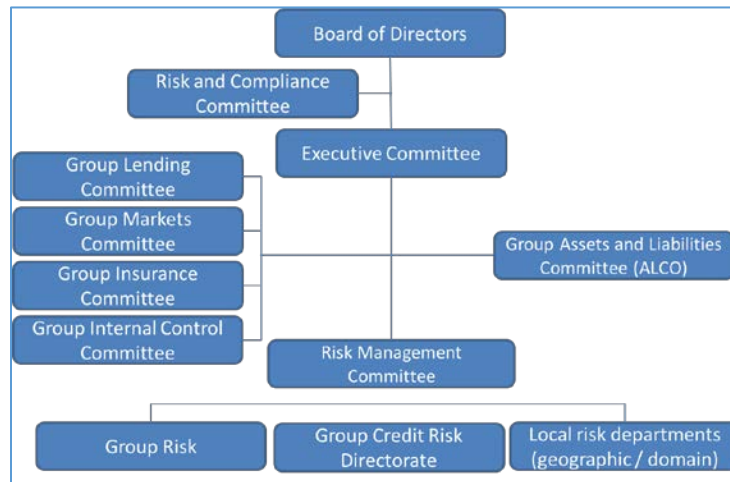 Board of Directors
Risk and Compliance
Committee
Executive Committee
Group Lending
Committee
Group Markets
Committee
Group Insurance
Committee
Group Internal Control
Committee
Group Assets and Liabilities
Committee (ALCO)
Risk Management
Committee
Group Risk
Group Credit Risk
Directorate
Local risk departments
(geographic / domain)